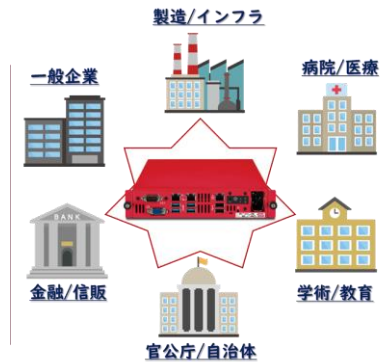 製造/インフラ
一般企業
病院/医療
BANK
金融/信販
学術/教育
官公庁/自治体